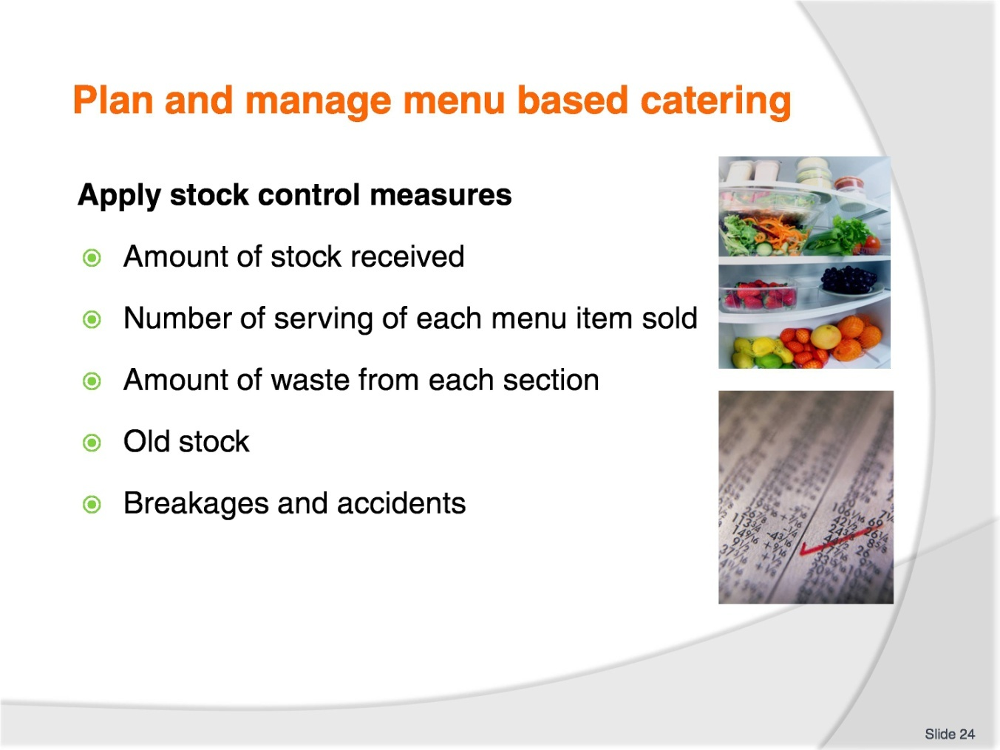 Plan and manage menu based catering
Apply stock control measures
Amount of stock received
Number of serving of each menu item sold
Amount of waste from each section
Old stock
Breakages and accidents
Slide 24